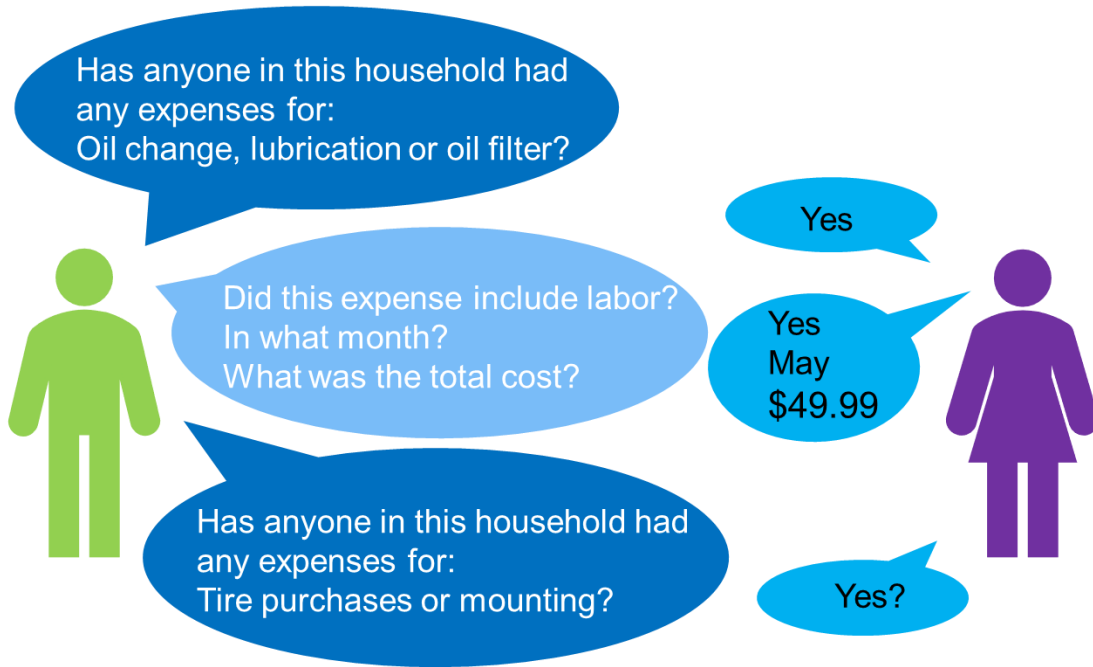 Has anyone in this household had
any expenses for:
Oil change, lubrication or oil filter?
Yes
Did this expense include labor?
In what month?
What was the total cost?
Yes
May
$49.99
Has anyone in this household had
any expenses for:
Tire purchases or mounting?
Yes?